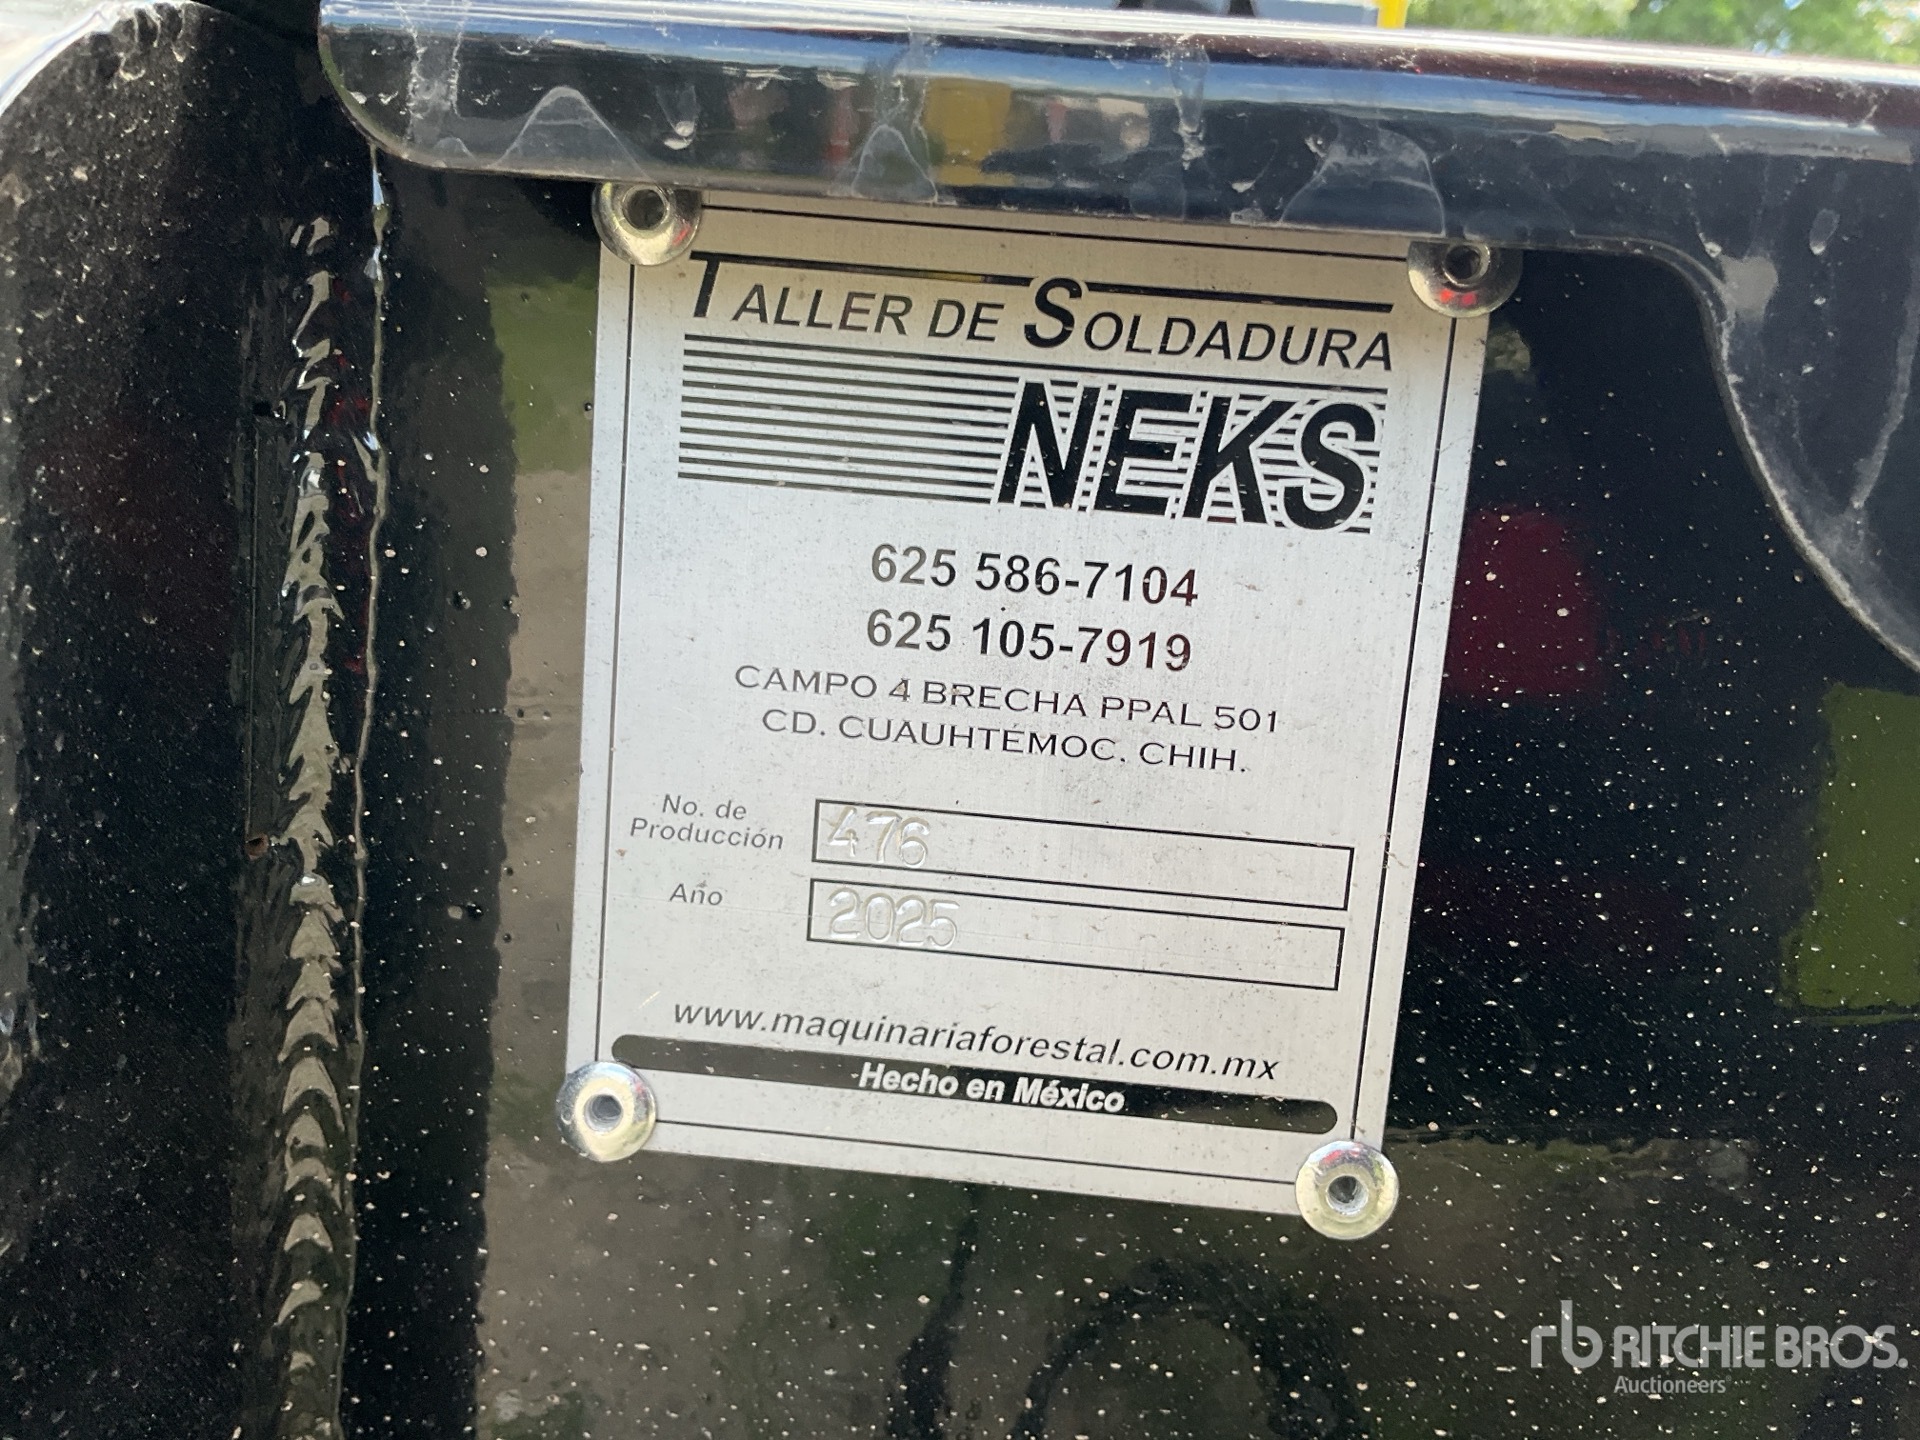 TALLER DE SOLDADURA
NEKS
625 586-7104
625 105-7919
CAMPO 4 BRECHA PPAL 501
CD. CUAUHTÉMOC, CHIH.
No. de
Producción
476
Año
2025
www.maquinariaforestal.com.mx
Hecho en México
rb RITCHIE BROS.
Auctioneers